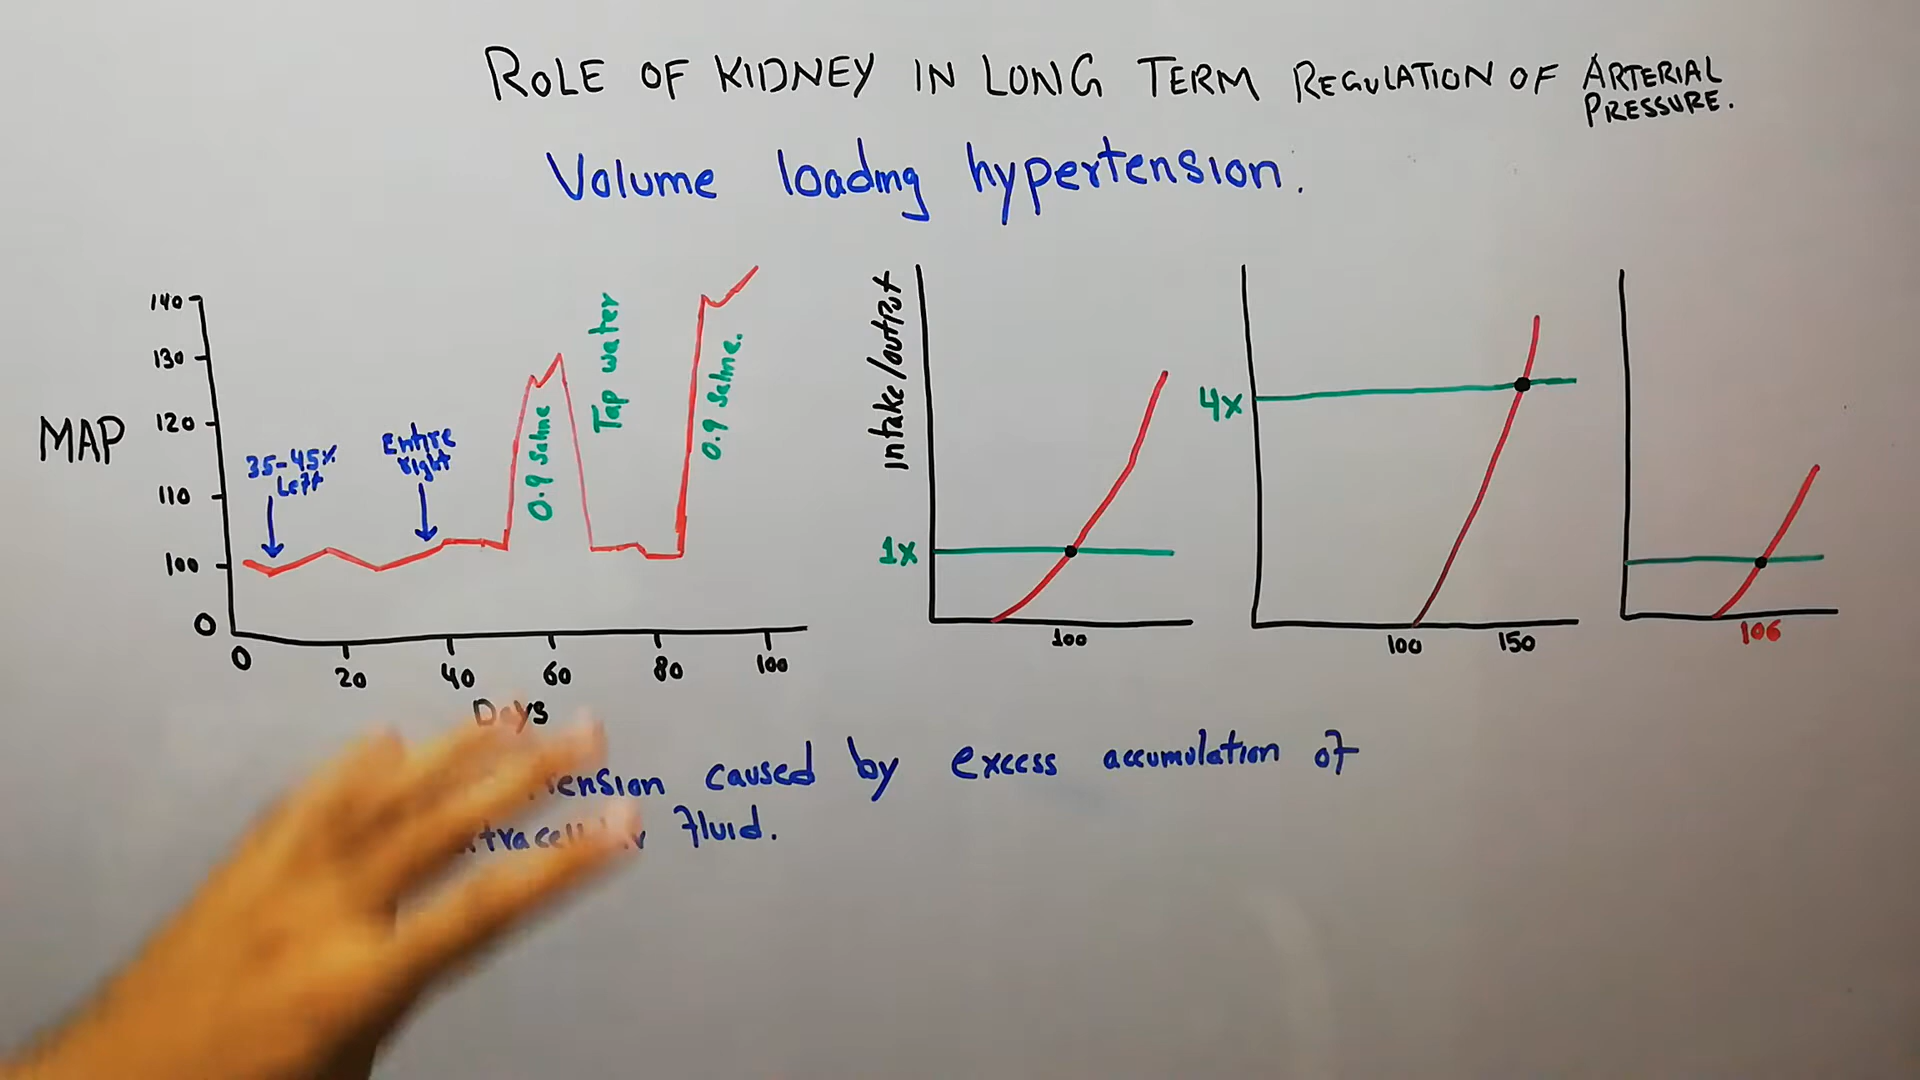 ROLE OF KIDNEY IN LONG TERM REGULATION OF ARTERIAL PRESSURE.
Volume loading hypertension.
MAP
140
130
120
110
100
0
35-45% Left
Entire right
0.9 Saline
Tap water
0.9 Saline.
0
20
40
60
80
100
Days
Intake/output
1x
100
4x
100
150
106
caused by excess accumulation of
fluid.